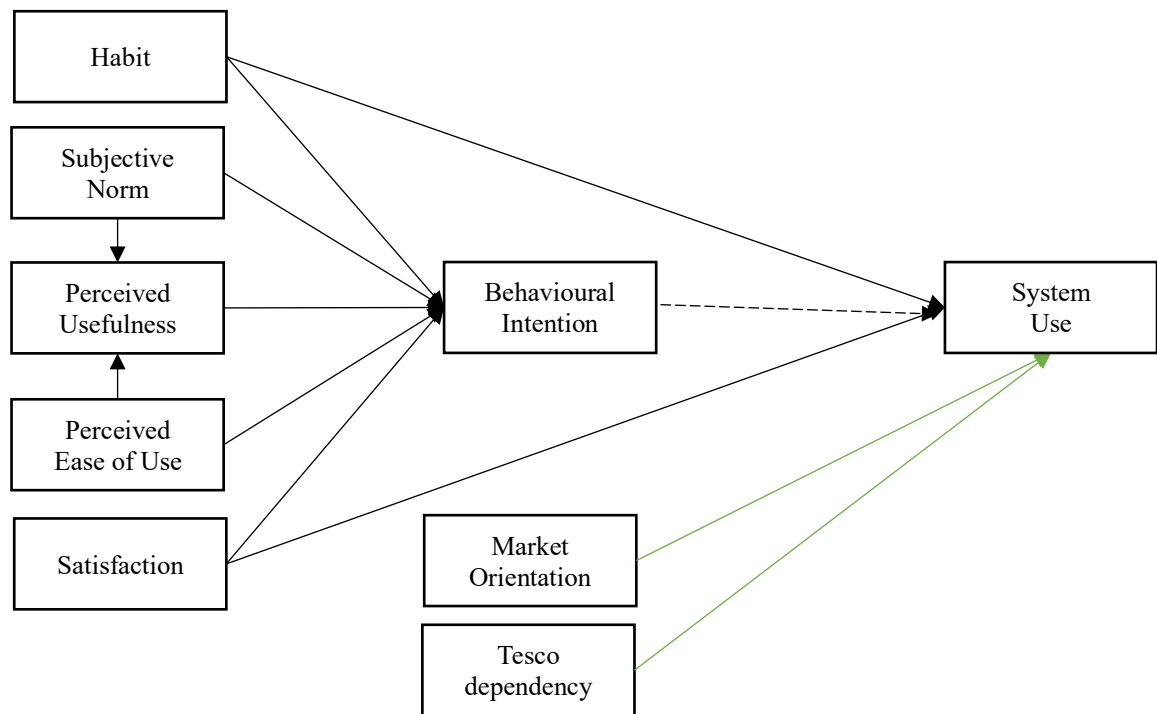 Habit
Subjective
Norm
Perceived
Usefulness
Perceived
Ease of Use
Satisfaction
Behavioural
Intention
System
Use
Market
Orientation
Tesco
dependency